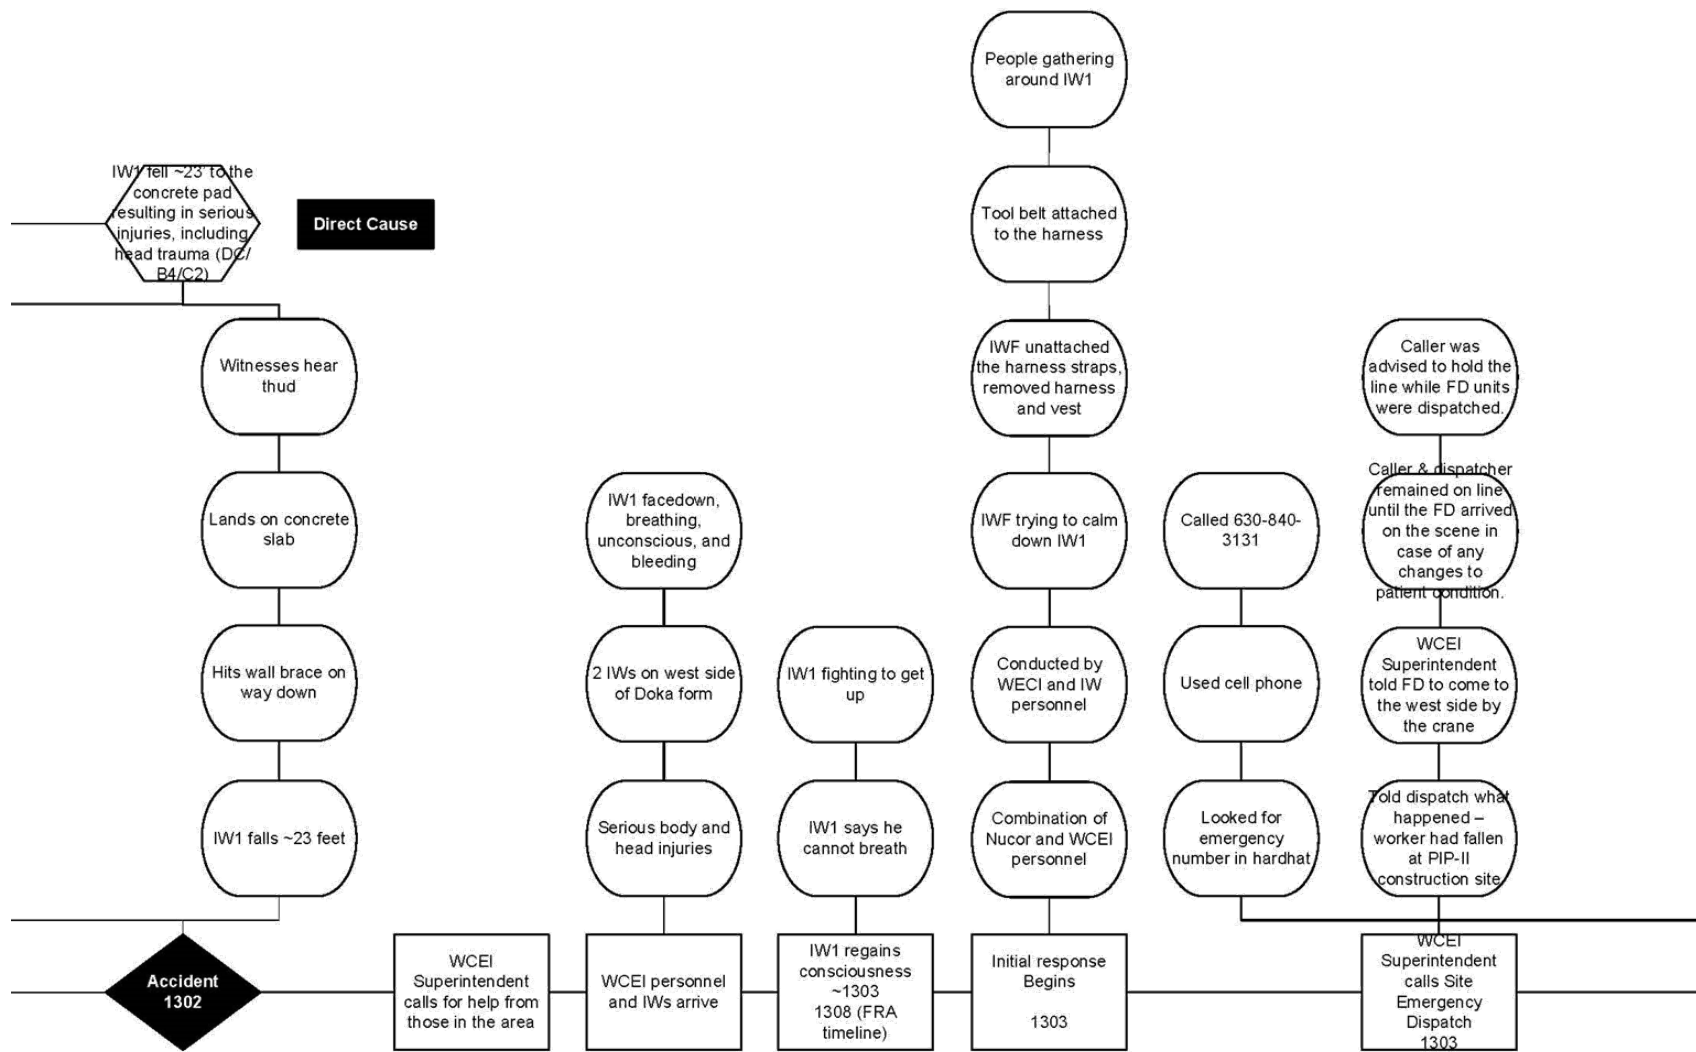 People gathering
around IW1
IW1 fell ~23' to the
concrete pad
resulting in serious
injuries, including
head trauma (DC/
B4/C2)
Direct Cause
Tool belt attached
to the harness
Witnesses hear
thud
IWF unattached
the harness straps,
removed harness
and vest
Caller was
advised to hold the
line while FD units
were dispatched.
Lands on concrete
slab
IW1 facedown,
breathing,
unconscious, and
bleeding
IWF trying to calm
down IW1
Called 630-840-
3131
Caller & dispatcher
remained on line
until the FD arrived
on the scene in
case of any
changes to
patient condition.
Hits wall brace on
way down
2 IWs on west side
of Doka form
IW1 fighting to get
up
Conducted by
WECI and IW
personnel
Used cell phone
WCEI
Superintendent
told FD to come to
the west side by
the crane
IW1 falls ~23 feet
Serious body and
head injuries
IW1 says he
cannot breath
Combination of
Nucor and WCEI
personnel
Looked for
emergency
number in hardhat
Told dispatch what
happened –
worker had fallen
at PIP-II
construction site
Accident
1302
WCEI
Superintendent
calls for help from
those in the area
WCEI personnel
and IWs arrive
IW1 regains
consciousness
~1303
1308 (FRA
timeline)
Initial response
Begins
1303
WCEI
Superintendent
calls Site
Emergency
Dispatch
1303